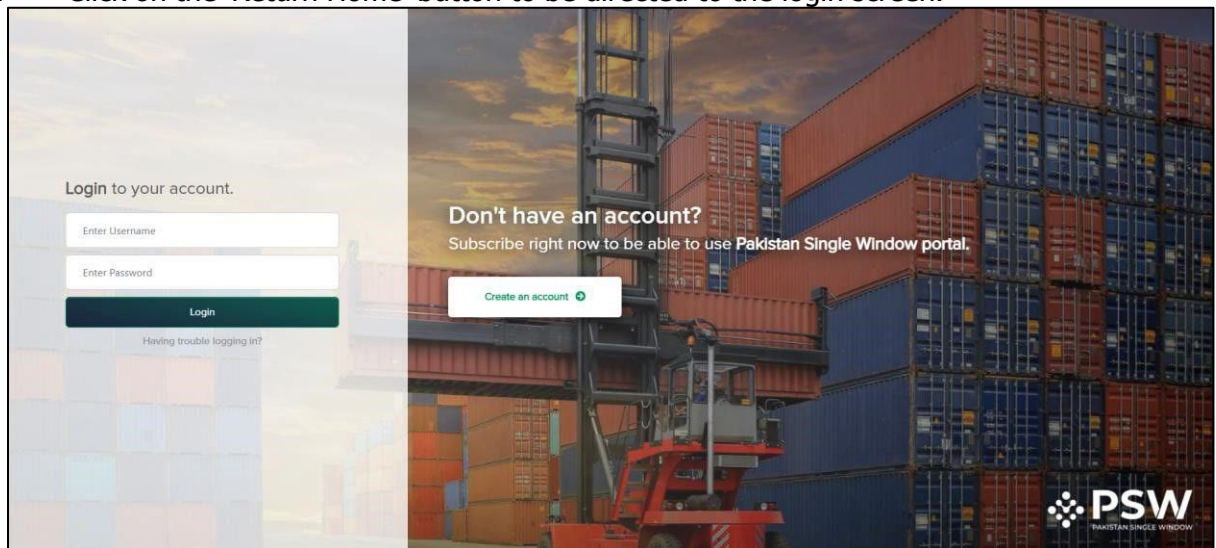 Click on the 'Return Home' button to be directed to the login screen.
Login to your account.
Enter Username
Enter Password
Login
Having trouble logging in?
Don't have an account?
Subscribe right now to be able to use Pakistan Single Window portal.
Create an account
PSW
PAKISTAN SINGLE WINDOW